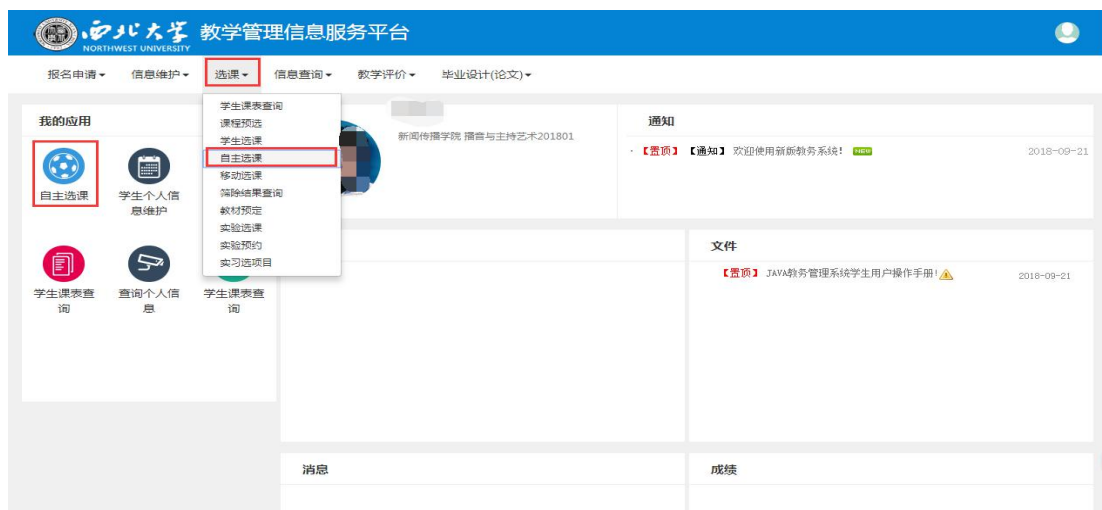 西北大学 教学管理信息服务平台
NORTHWEST UNIVERSITY
报名申请 信息维护 选课 信息查询 教学评价 毕业设计(论文)
学生课表查询
课程预选
学生选课
自主选课
移动选课
筛除结果查询
教材预定
实验选课
实验预约
实习选项目
我的应用
自主选课
学生个人信
息维护
学生课表查
询
查询个人信
息
学生课表查
询
新闻传播学院 播音与主持艺术201801
通知
· 【置顶】 【通知】 欢迎使用新版教务系统! NEW 2018-09-21
文件
【置顶】 JAVA教务管理系统学生用户操作手册! 2018-09-21
消息
成绩